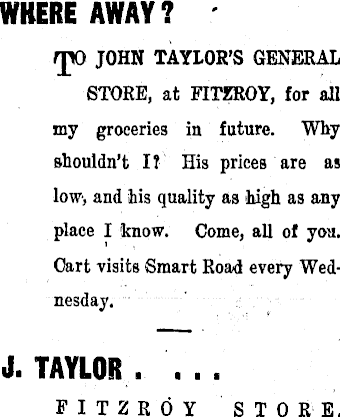 WHERE AWAY?
TO JOHN TAYLOR'S GENERAL
STORE, at FITZROY, for all
my groceries in future. Why
shouldn't I? His prices are as
low, and his quality as high as any
place I know. Come, all of you.
Cart visits Smart Road every Wed-
nesday.
J. TAYLOR . . . .
FITZROY STORE.